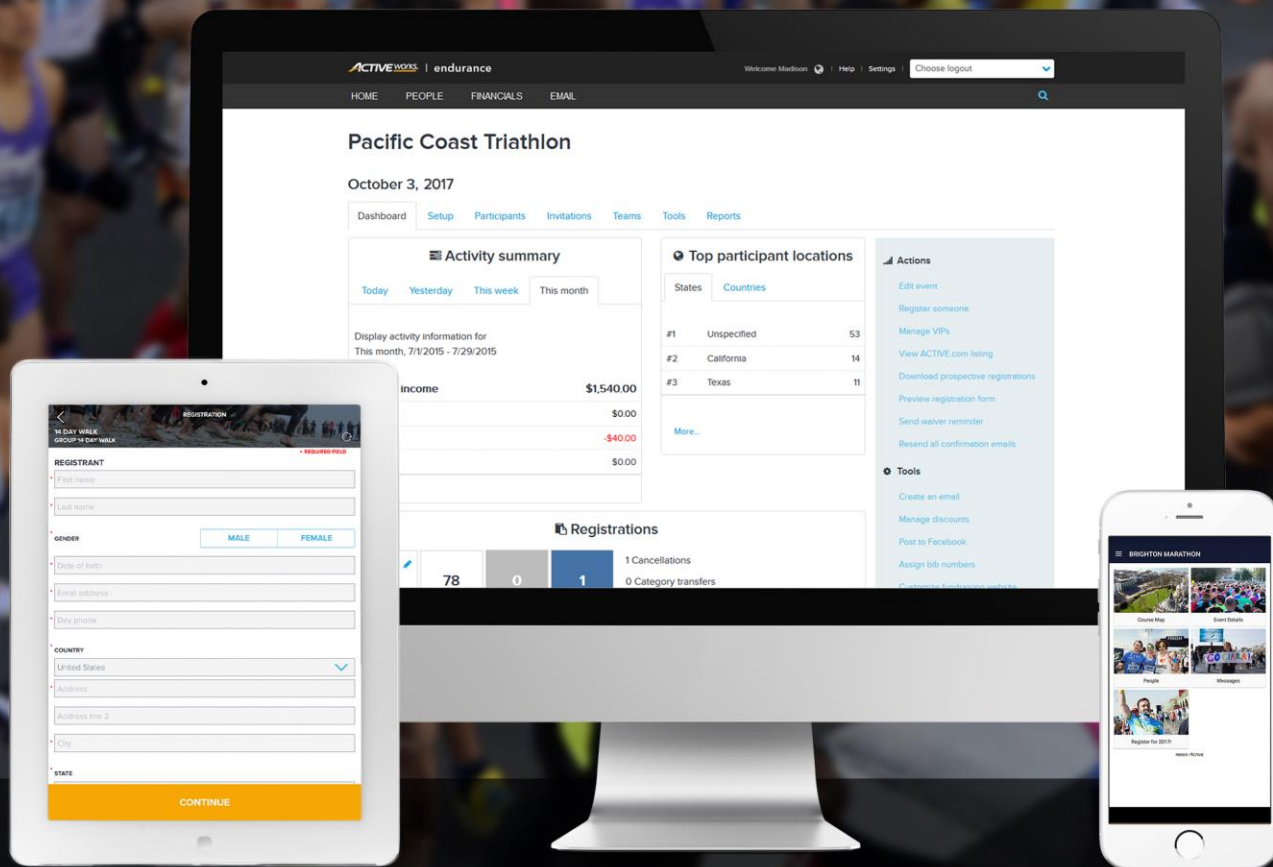 ACTIVEWORKS. | endurance
Welcome Madison | Help | Settings | Choose logout
HOME PEOPLE FINANCIALS EMAIL
Pacific Coast Triathlon
October 3, 2017
Dashboard Setup Participants Invitations Teams Tools Reports
Activity summary
Today Yesterday This week This month
Display activity information for
This month, 7/1/2015 - 7/29/2015
income $1,540.00
$0.00
-$40.00
$0.00
Top participant locations
States Countries
#1 Unspecified 53
#2 California 14
#3 Texas 11
More...
Actions
Edit event
Register someone
Manage VIPs
View ACTIVE.com listing
Download prospective registrations
Preview registration form
Send waiver reminder
Resend all confirmation emails
Tools
Create an email
Manage discounts
Post to Facebook
Assign bib numbers
Customize fundraising website
Registrations
78 0 1
1 Cancellations
0 Category transfers
REGISTRATION
14 DAY WALK
GROUP 14 DAY WALK
* REQUIRED FIELD
REGISTRANT
* First name
* Last name
* GENDER MALE FEMALE
* Date of birth
* Email address
* Day phone
* COUNTRY
United States
* Address
Address line 2
* City
* STATE
CONTINUE
BRIGHTON MARATHON
Course Map Event Details
FINISH
GO CIARA!
People Messages
Register for 2017!